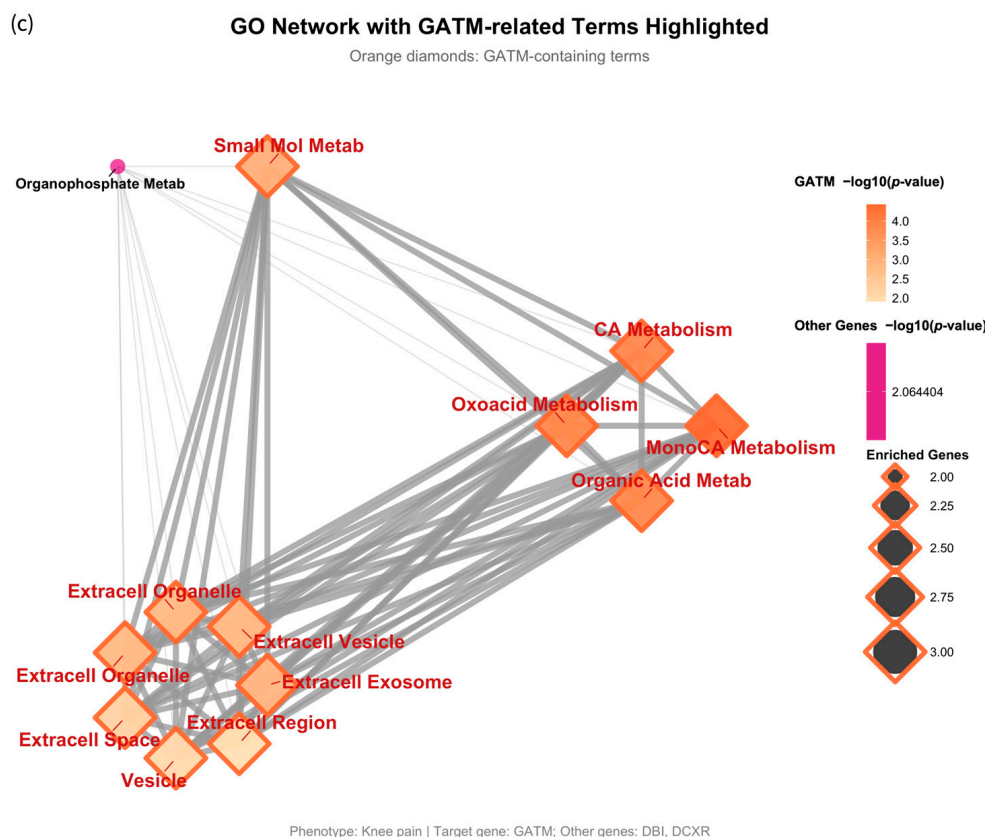 (c)
GO Network with GATM-related Terms Highlighted
Orange diamonds: GATM-containing terms
Small Mol Metab
Organophosphate Metab
CA Metabolism
Oxoacid Metabolism
MonoCA Metabolism
Organic Acid Metab
Extracell Organelle
Extracell Vesicle
Extracell Organelle
Extracell Exosome
Extracell Region
Extracell Space
Vesicle
GATM −log10(p-value)
4.0
3.5
3.0
2.5
2.0
Other Genes −log10(p-value)
2.064404
Enriched Genes
2.00
2.25
2.50
2.75
3.00
Phenotype: Knee pain | Target gene: GATM; Other genes: DBI, DCXR